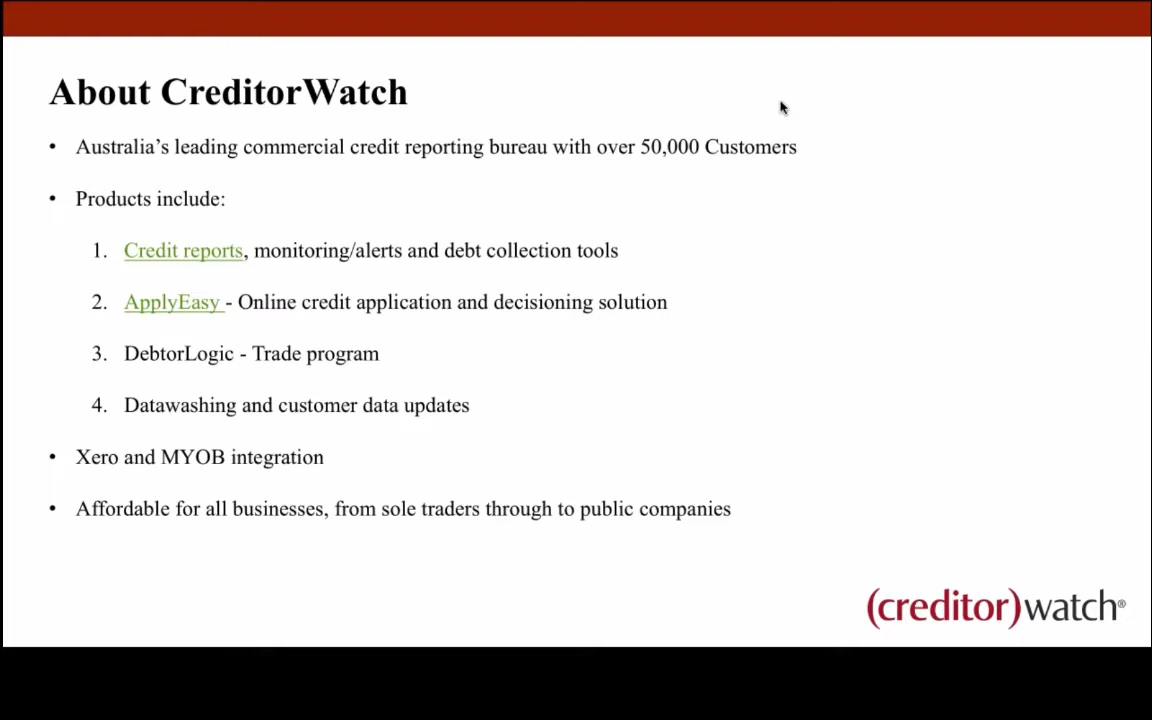 About CreditorWatch
• Australia’s leading commercial credit reporting bureau with over 50,000 Customers
• Products include:
1. Credit reports, monitoring/alerts and debt collection tools
2. ApplyEasy - Online credit application and decisioning solution
3. DebtorLogic - Trade program
4. Datawashing and customer data updates
• Xero and MYOB integration
• Affordable for all businesses, from sole traders through to public companies
(creditor)watch®